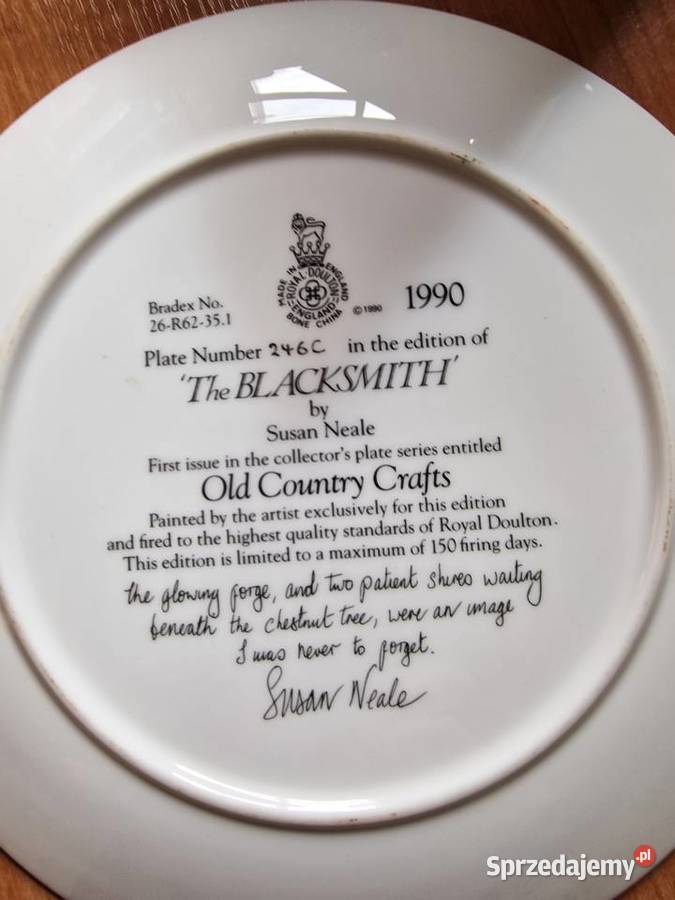 MADE IN ENGLAND
ROYAL DOULTON
ENGLAND
BONE CHINA
© 1990
1990
Bradex No.
26-R62-35.1
Plate Number 246C in the edition of
'The BLACKSMITH'
by
Susan Neale
First issue in the collector's plate series entitled
Old Country Crafts
Painted by the artist exclusively for this edition
and fired to the highest quality standards of Royal Doulton.
This edition is limited to a maximum of 150 firing days.
the glowing forge, and two patient shires waiting
beneath the chestnut tree, were an image
I was never to forget.
Susan Neale
Sprzedajemy.pl